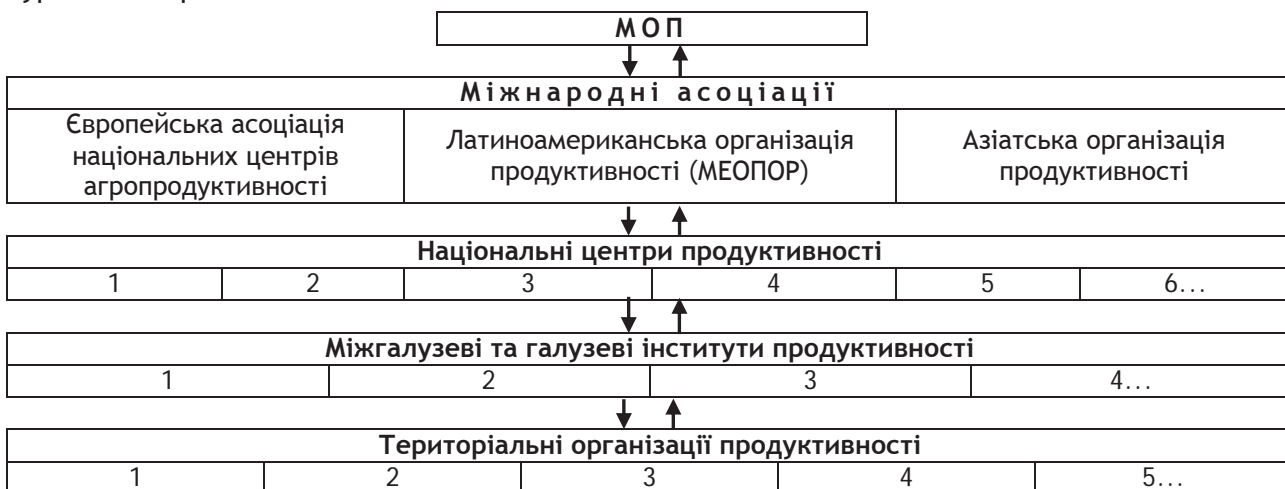 М О П
Міжнародні асоціації
Європейська асоціація
національних центрів
агропродуктивності
Латиноамериканська організація
продуктивності (МЕОПОР)
Азіатська організація
продуктивності
Національні центри продуктивності
1 2 3 4 5 6...
Міжгалузеві та галузеві інститути продуктивності
1 2 3 4...
Територіальні організації продуктивності
1 2 3 4 5...